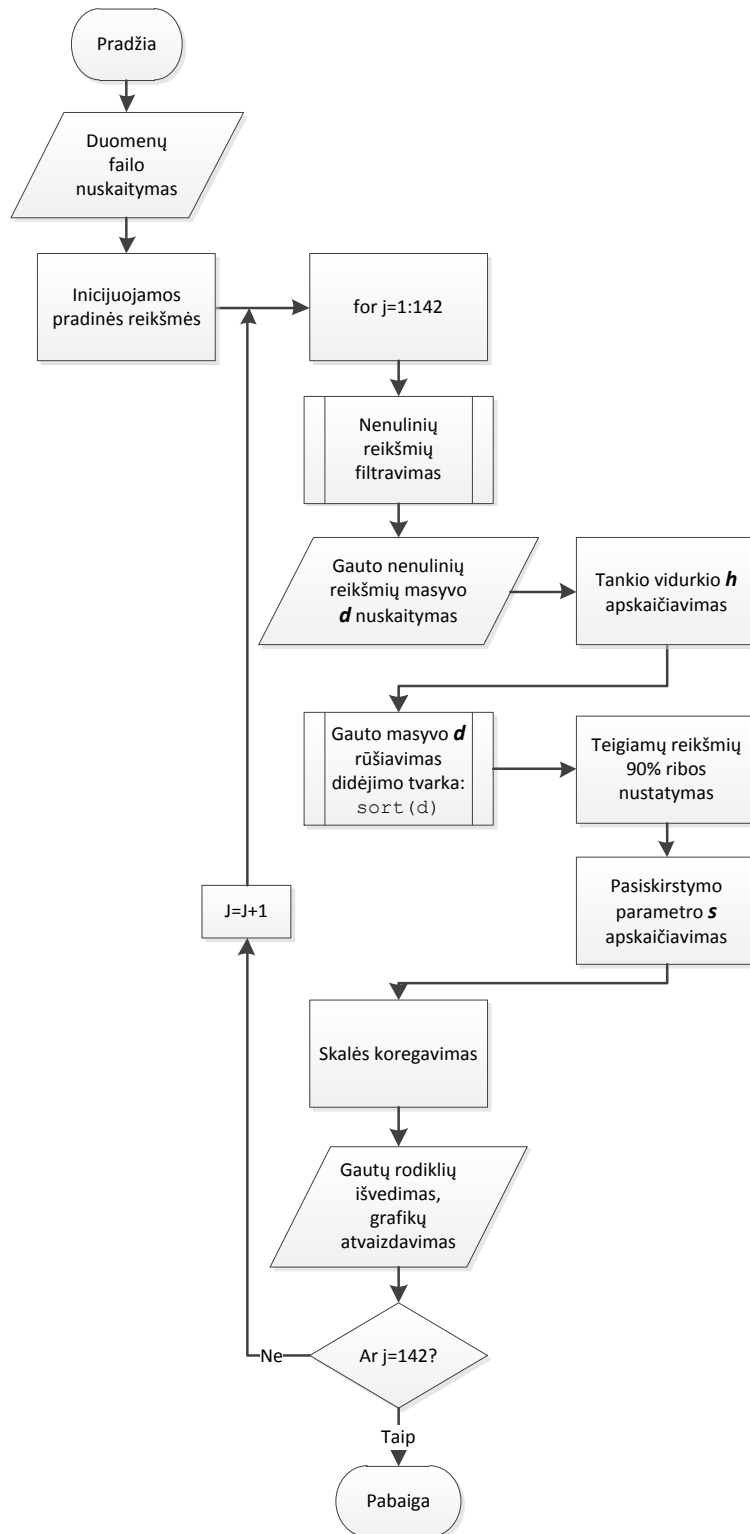 Pradžia
Duomenų
failo
nuskaitymas
Inicijuojamos
pradinės reikšmės
for j=1:142
Nenulinių
reikšmių
filtravimas
Gauto nenulinių
reikšmių masyvo
d nuskaitymas
Tankio vidurkio h
apskaičiavimas
Gauto masyvo d
rūšiavimas
didėjimo tvarka:
sort(d)
Teigiamų reikšmių
90% ribos
nustatymas
Pasiskirstymo
parametro s
apskaičiavimas
J=J+1
Skalės koregavimas
Gautų rodiklių
išvedimas,
grafikų
atvaizdavimas
Ar j=142?
Ne
Taip
Pabaiga